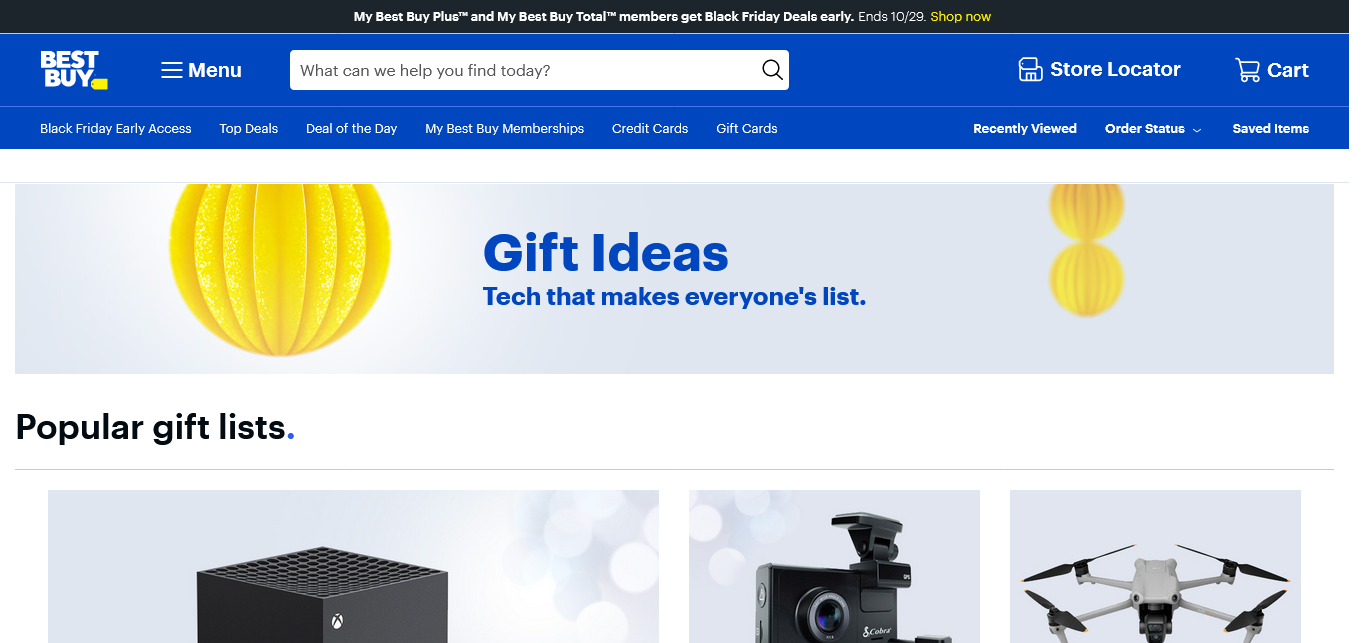 My Best Buy Plus™ and My Best Buy Total™ members get Black Friday Deals early. Ends 10/29. Shop now
BEST
BUY
Menu
What can we help you find today?
Store Locator
Cart
Black Friday Early Access
Top Deals
Deal of the Day
My Best Buy Memberships
Credit Cards
Gift Cards
Recently Viewed
Order Status
Saved Items
Gift Ideas
Tech that makes everyone's list.
Popular gift lists.
GPS
Cobra